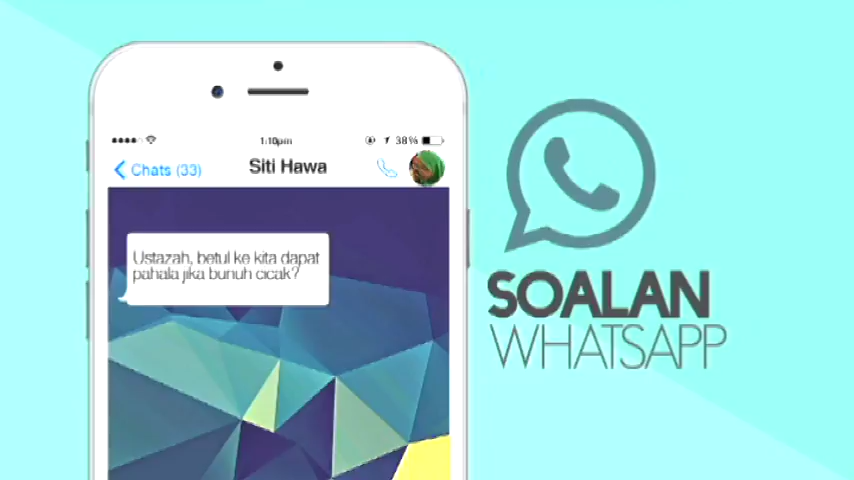 1:10pm
38%
Chats (33)
Siti Hawa
Ustazah, betul ke kita dapat
pahala jika bunuh cicak?
SOALAN
WHATSAPP